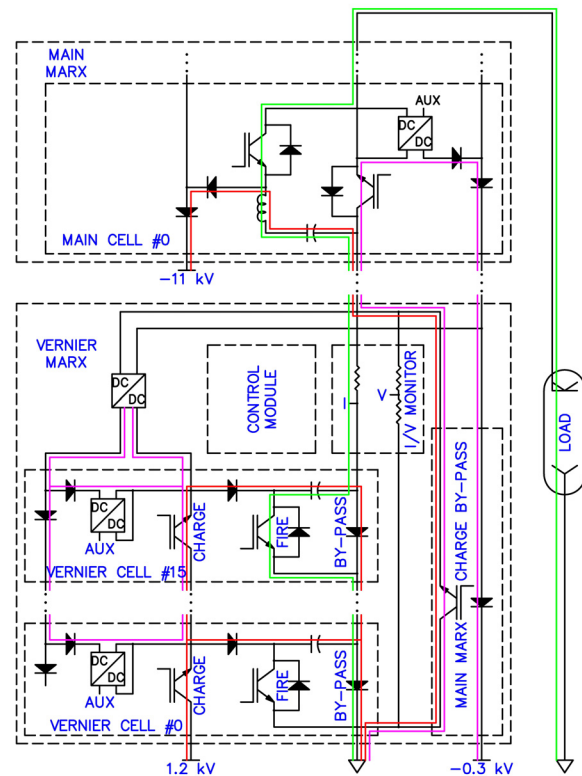 MAIN
MARX
AUX
DC
DC
MAIN CELL #0
-11 kV
VERNIER
MARX
DC
DC
CONTROL
MODULE
I
V
I/V MONITOR
LOAD
DC
DC
AUX
CHARGE
FIRE
BY-PASS
VERNIER CELL #15
MAIN MARX CHARGE BY-PASS
DC
DC
AUX
CHARGE
FIRE
BY-PASS
VERNIER CELL #0
1.2 kV
-0.3 kV